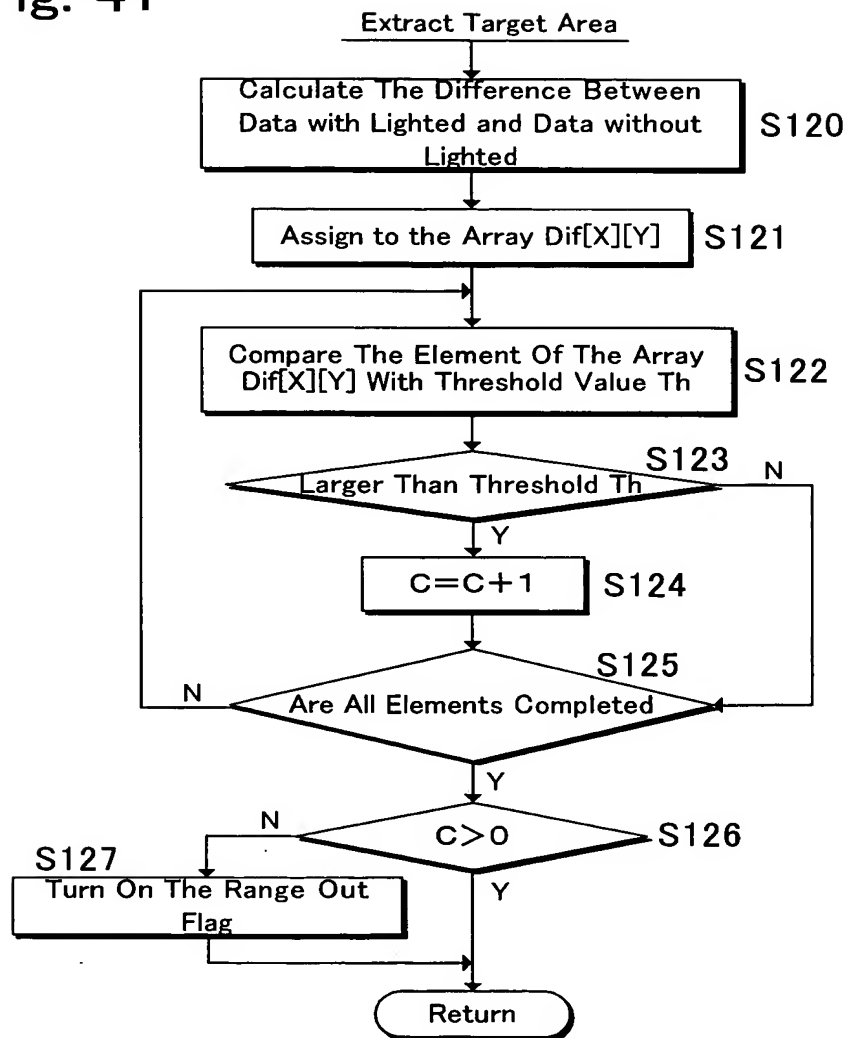 ig. 41
Extract Target Area
Calculate The Difference Between
Data with Lighted and Data without
Lighted
S120
Assign to the Array Dif[X][Y]
S121
Compare The Element Of The Array
Dif[X][Y] With Threshold Value Th
S122
S123
Larger Than Threshold Th
N
Y
C=C+1
S124
S125
N
Are All Elements Completed
Y
N
C>0
S126
S127
Turn On The Range Out
Flag
Y
Return